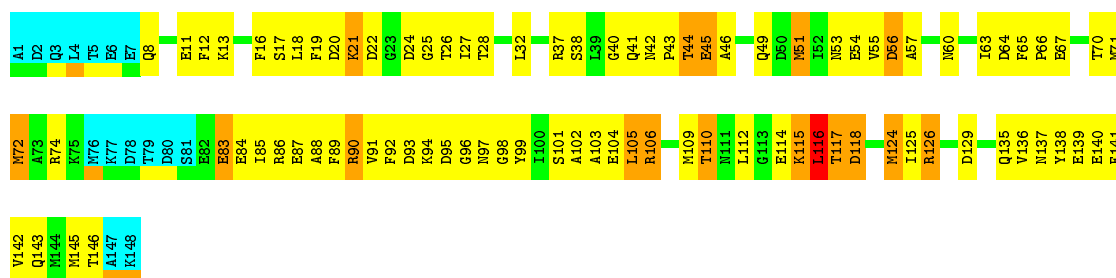 A1 D2 Q3 L4 T5 E6 E7 Q8 E11 F12 K13 F16 S17 L18 F19 D20 K21 D22 G23 D24 G25 T26 I27 T28 L32 R37 S38 L39 G40 Q41 N42 P43 T44 E45 A46 Q49 D50 M51 I52 N53 E54 V55 D56 A57 N60 I63 D64 F65 P66 E67 T70 M71
M72 A73 R74 K75 M76 K77 D78 T79 D80 S81 E82 E83 E84 I85 R86 E87 A88 F89 R90 V91 F92 D93 K94 D95 G96 N97 G98 Y99 I100 S101 A102 A103 E104 L105 R106 M109 T110 N111 L112 G113 E114 K115 L116 T117 D118 M124 I125 R126 D129 Q135 V136 N137 Y138 E139 E140 F141
V142 Q143 M144 M145 T146 A147 K148